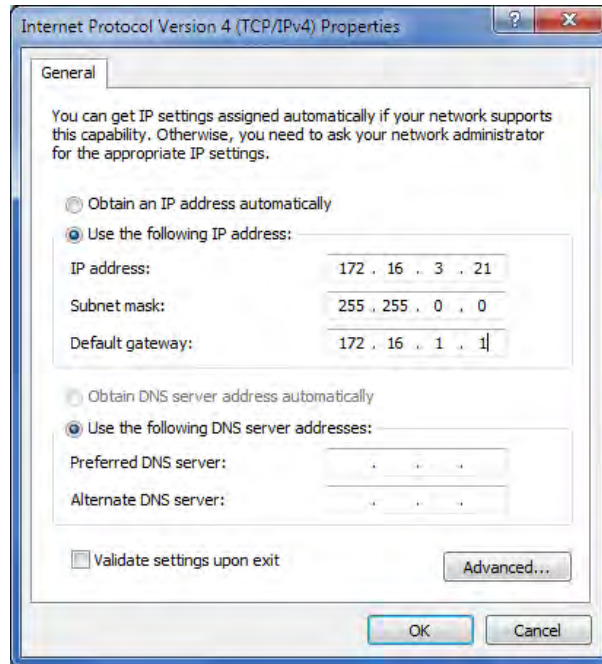 Internet Protocol Version 4 (TCP/IPv4) Properties
General
You can get IP settings assigned automatically if your network supports
this capability. Otherwise, you need to ask your network administrator
for the appropriate IP settings.
Obtain an IP address automatically
Use the following IP address:
IP address: 172 . 16 . 3 . 21
Subnet mask: 255 . 255 . 0 . 0
Default gateway: 172 . 16 . 1 . 1
Obtain DNS server address automatically
Use the following DNS server addresses:
Preferred DNS server: . . .
Alternate DNS server: . . .
Validate settings upon exit
Advanced...
OK Cancel